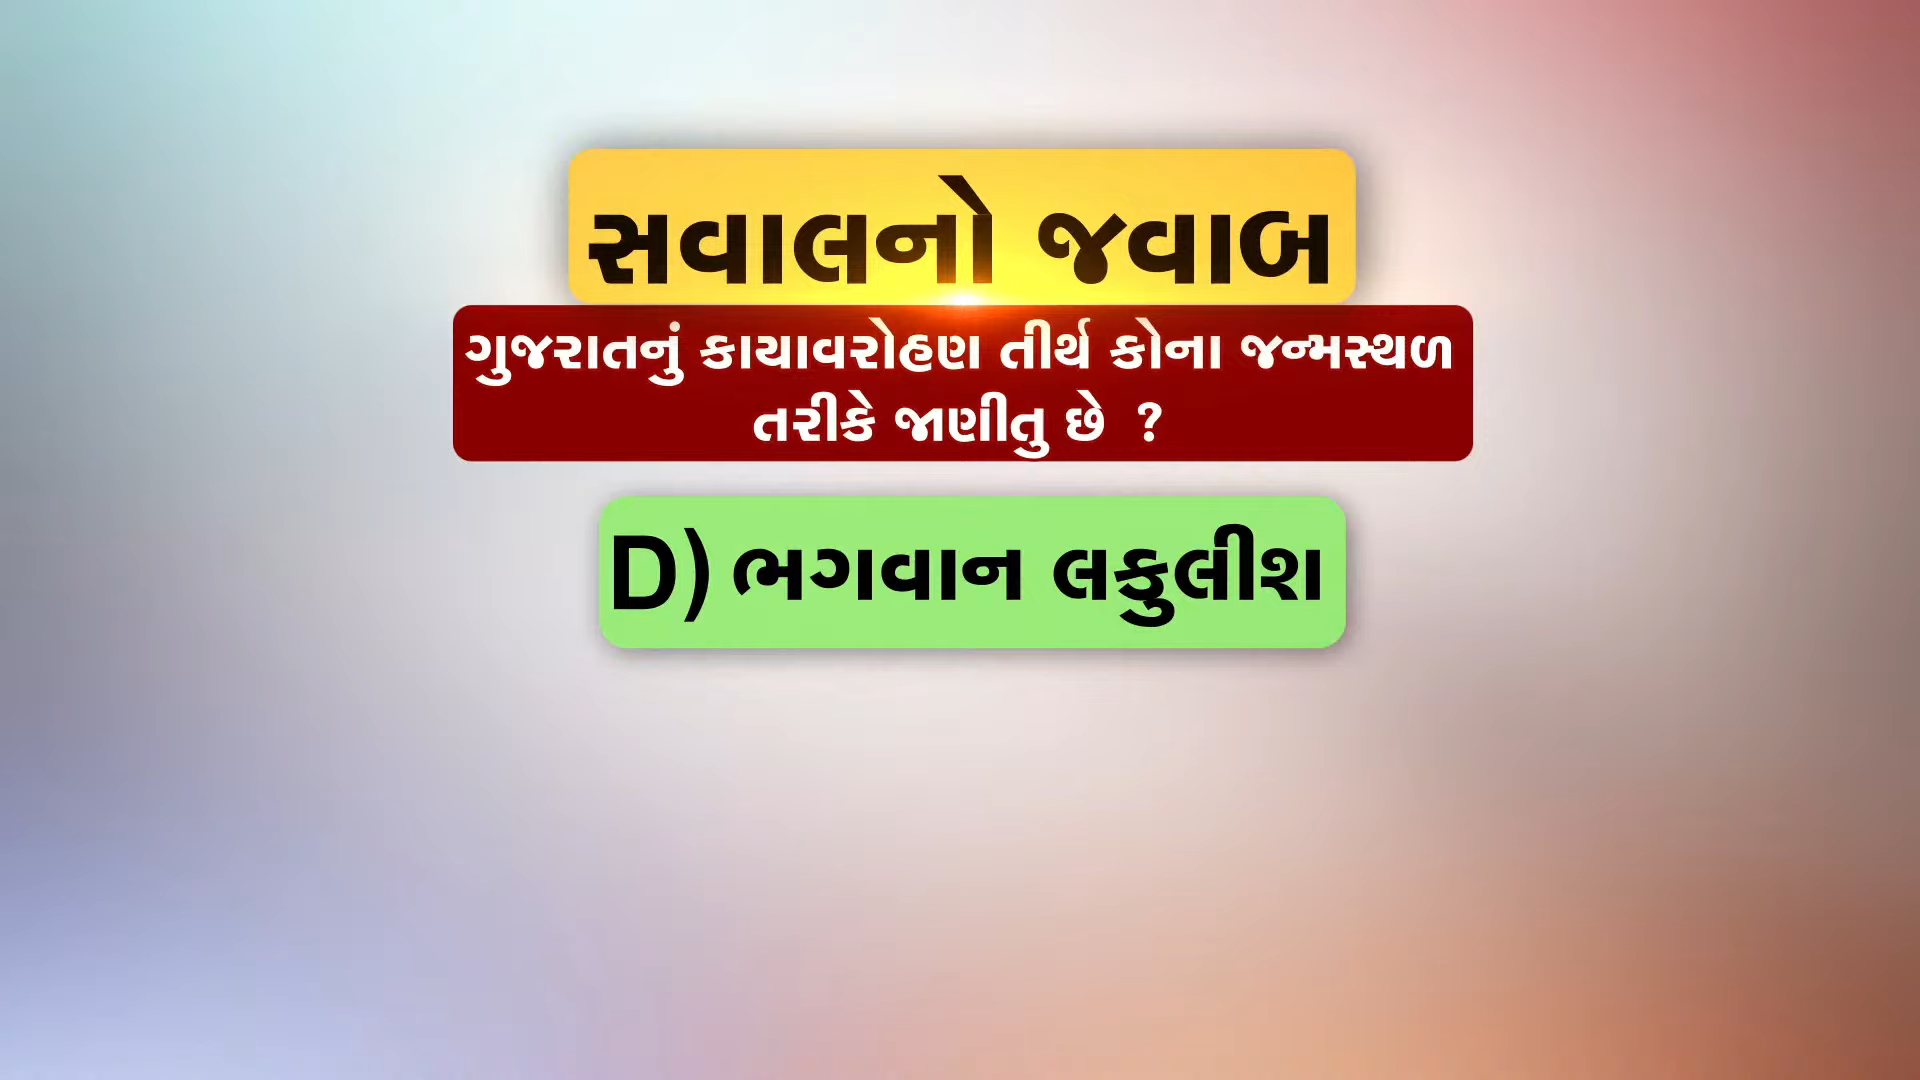 સવાલનો જવાબ
ગુજરાતનું કાયાવરોહણ તીર્થ કોના જન્મસ્થળ
તરીકે જાણીતુ છે ?
D) ભગવાન લકુલીશ